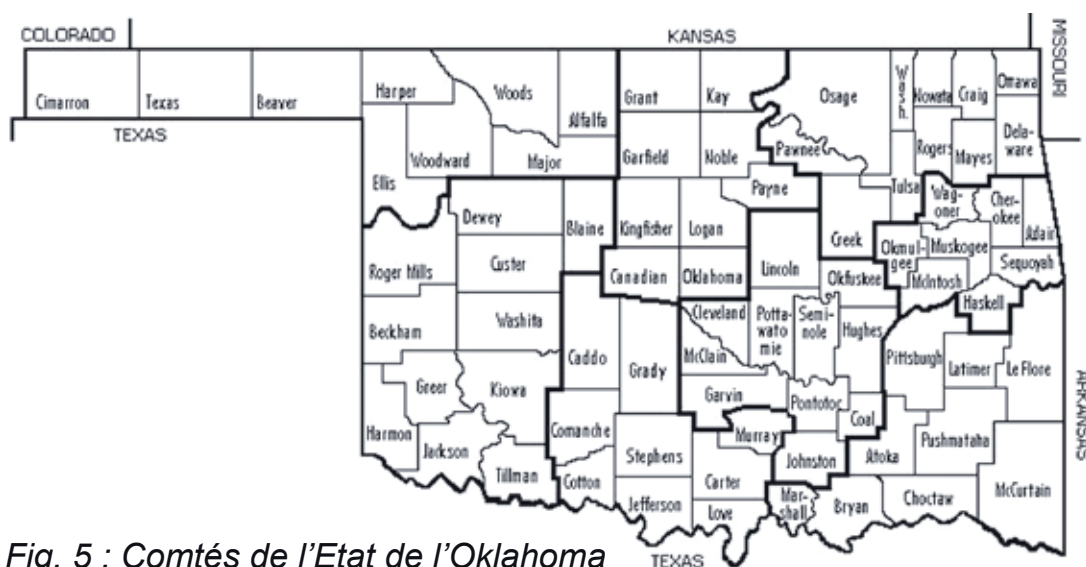 COLORADO
KANSAS
MISSOURI
Cimarron
Texas
Beaver
Harper
Woods
Alfalfa
Grant
Kay
Osage
Wash.
Nowata
Craig
Ottawa
TEXAS
Ellis
Woodward
Major
Garfield
Noble
Pawnee
Rogers
Mayes
Dela-
ware
Dewey
Blaine
Kingfisher
Logan
Payne
Creek
Tulsa
Wag-
oner
Cher-
okee
Adair
Roger Mills
Custer
Canadian
Oklahoma
Lincoln
Okfuskee
Okmul-
gee
Muskogee
McIntosh
Sequoyah
Haskell
Beckham
Washita
Caddo
Grady
Cleveland
McClain
Potta-
wato
mie
Semi-
nole
Hughes
Pittsburgh
Latimer
Le Flore
ARKANSAS
Greer
Kiowa
Garvin
Pontotoc
Coal
Harmon
Jackson
Tillman
Comanche
Cotton
Stephens
Murray
Johnston
Atoka
Pushmataha
Jefferson
Carter
Love
Mar-
shall
Bryan
Choctaw
McCurtain
Fig. 5 : Comtés de l'Etat de l'Oklahoma
TEXAS